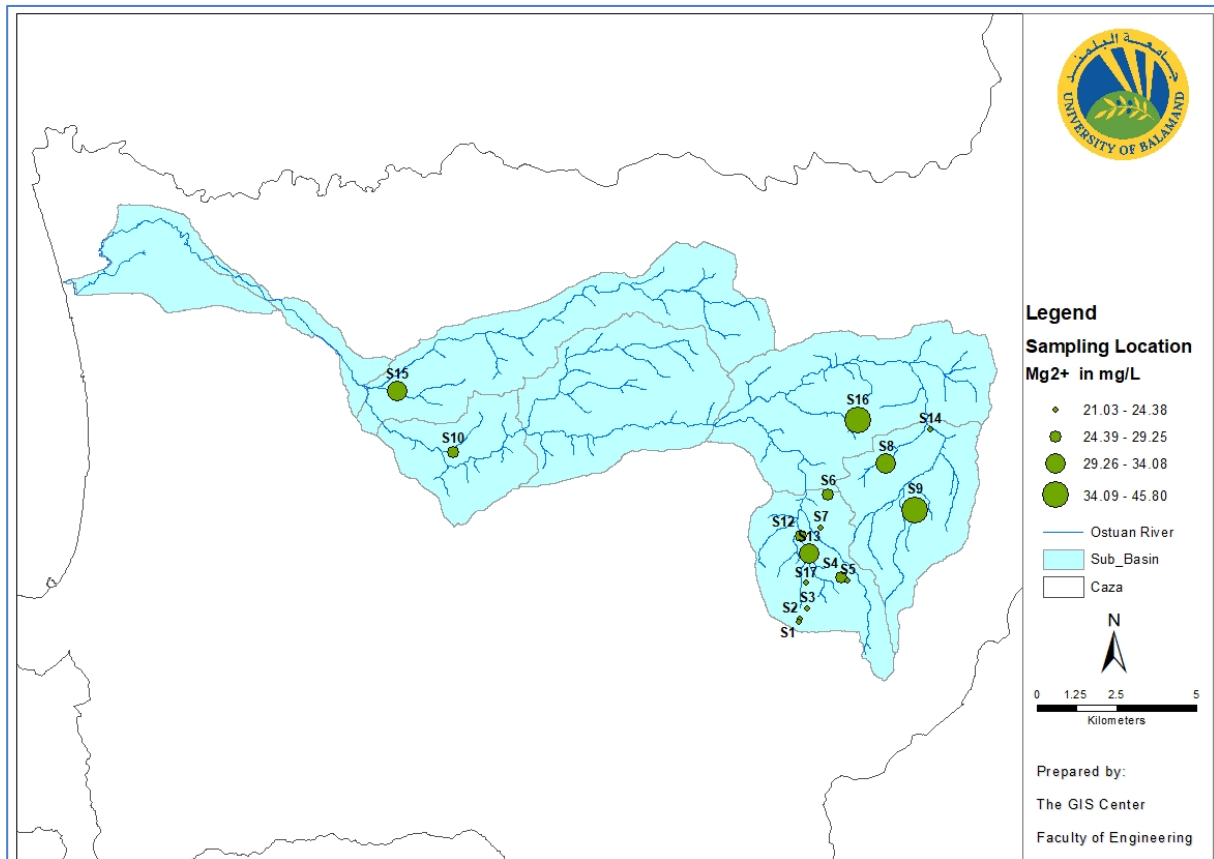 جامعة البلمند
UNIVERSITY OF BALAMAND
S15
S10
S16
S14
S8
S9
S6
S7
S12
S13
S4
S5
S17
S3
S2
S1
Legend
Sampling Location
Mg2+ in mg/L
21.03 - 24.38
24.39 - 29.25
29.26 - 34.08
34.09 - 45.80
Ostuan River
Sub_Basin
Caza
N
0 1.25 2.5 5
Kilometers
Prepared by:
The GIS Center
Faculty of Engineering